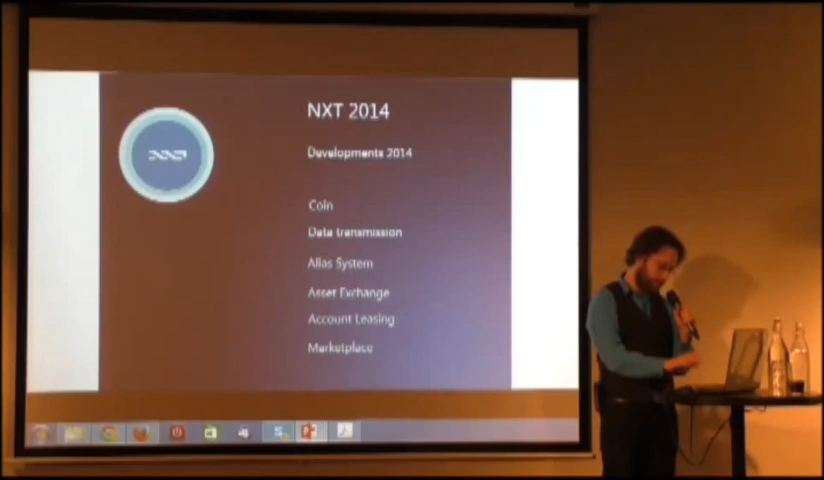 NXT 2014
Developments 2014
Coin
Data transmission
Alias System
Asset Exchange
Account Leasing
Marketplace